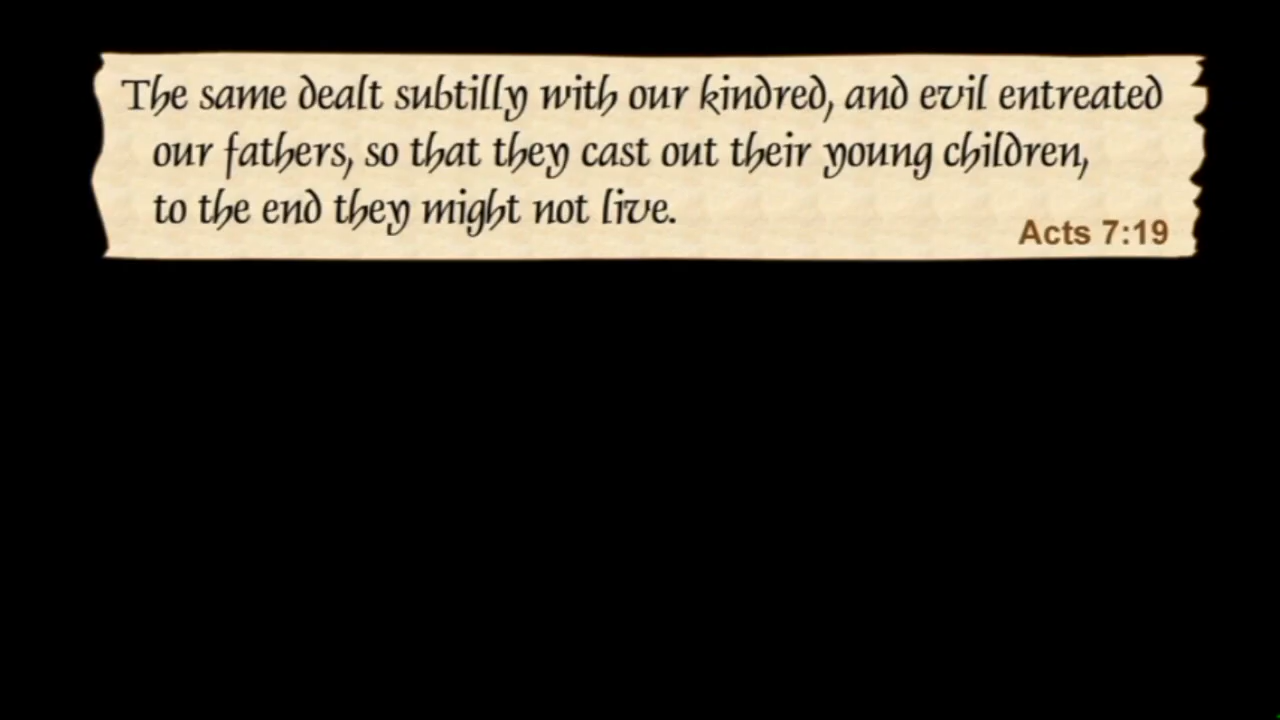 The same dealt subtilly with our kindred, and evil entreated
our fathers, so that they cast out their young children,
to the end they might not live.
Acts 7:19